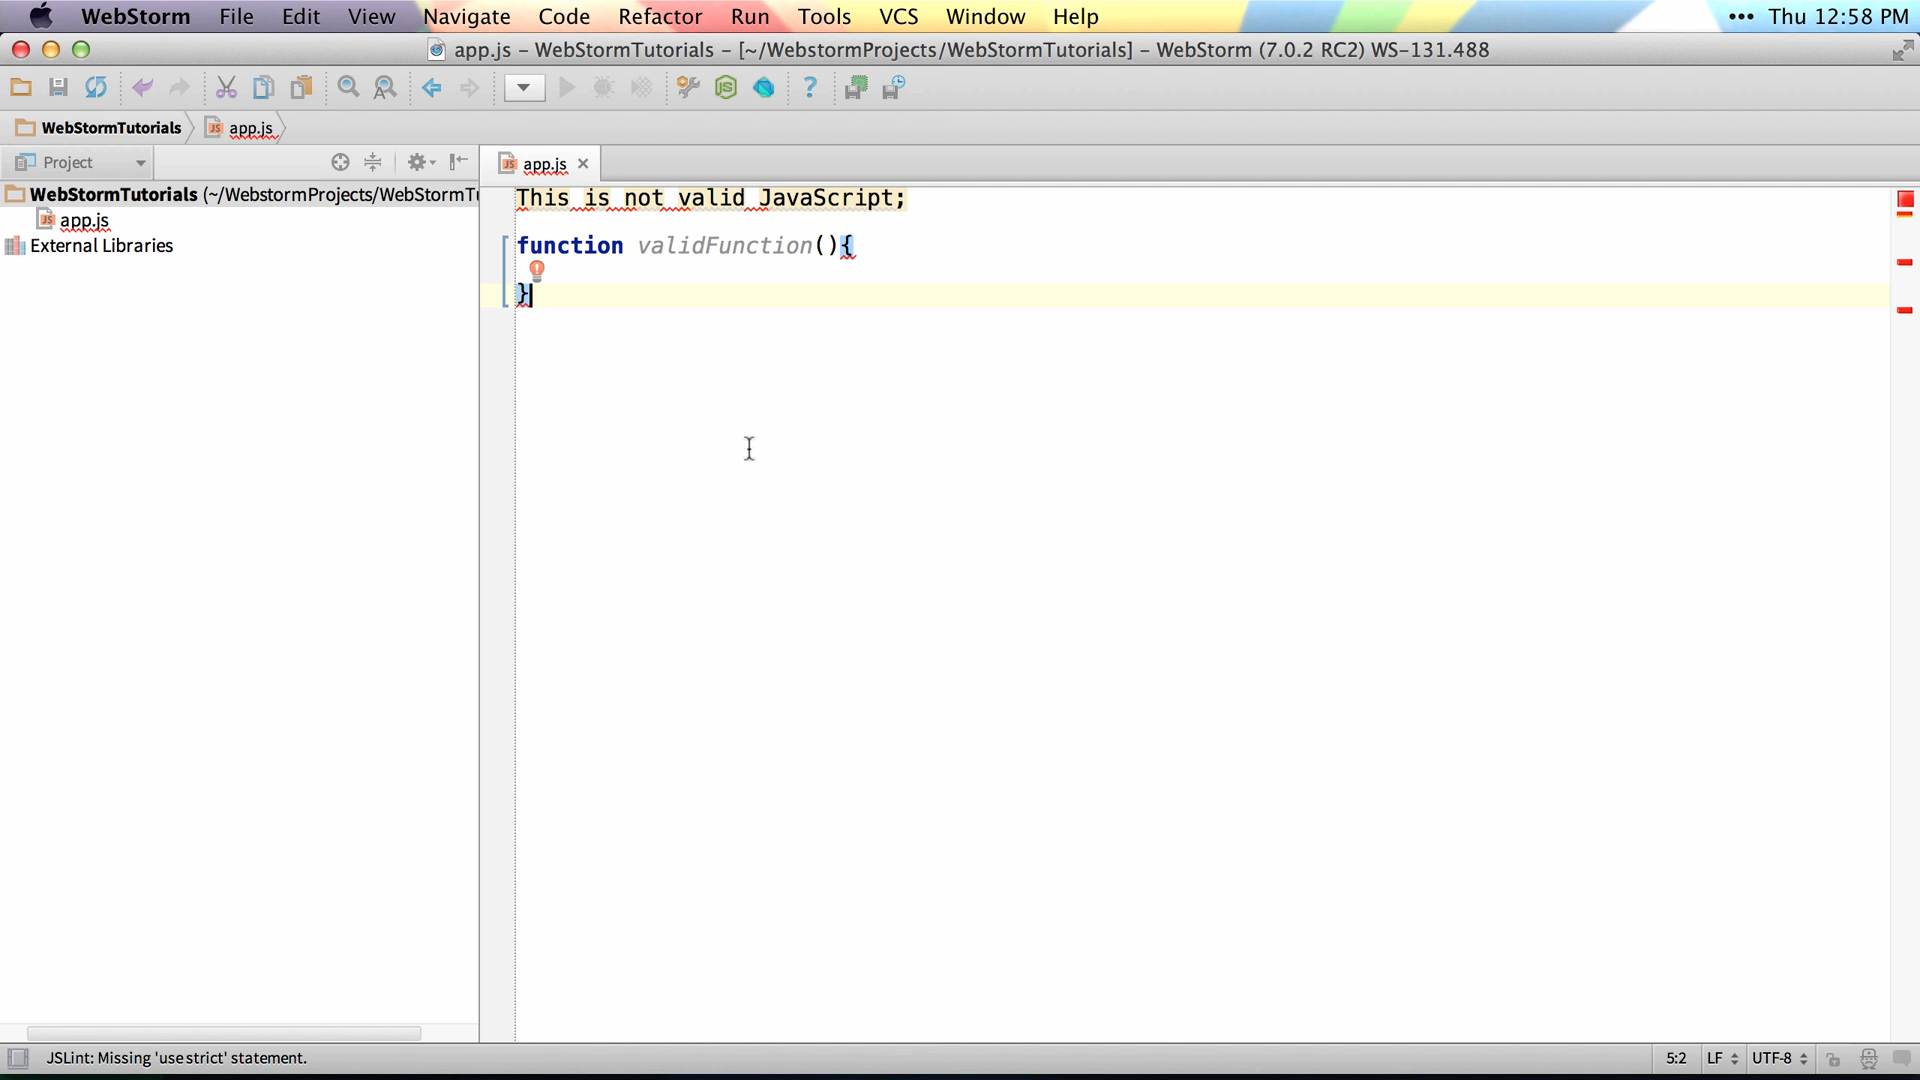 WebStorm File Edit View Navigate Code Refactor Run Tools VCS Window Help ••• Thu 12:58 PM
app.js – WebStormTutorials – [~/WebstormProjects/WebStormTutorials] – WebStorm (7.0.2 RC2) WS-131.488
WebStormTutorials app.js
Project
app.js
WebStormTutorials (~/WebstormProjects/WebStormTu
app.js
External Libraries
This is not valid JavaScript;
function validFunction(){
}
JSLint: Missing 'use strict' statement. 5:2 LF UTF-8